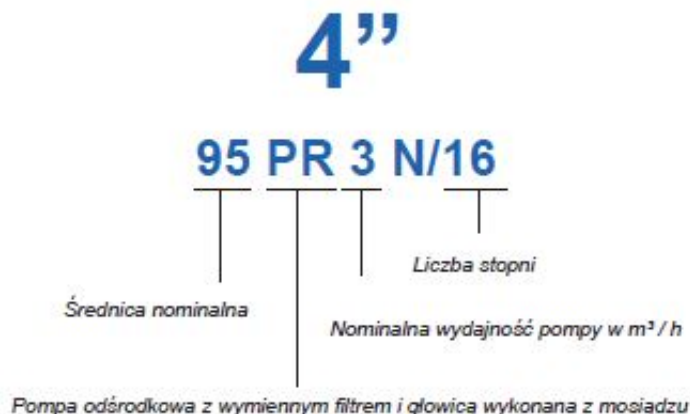 4”
95 PR 3 N/16
Liczba stopni
Średnica nominalna
Nominalna wydajność pompy w m³ / h
Pompa odśrodkowa z wymiennym filtrem i głowicą wykonaną z mosiądzu